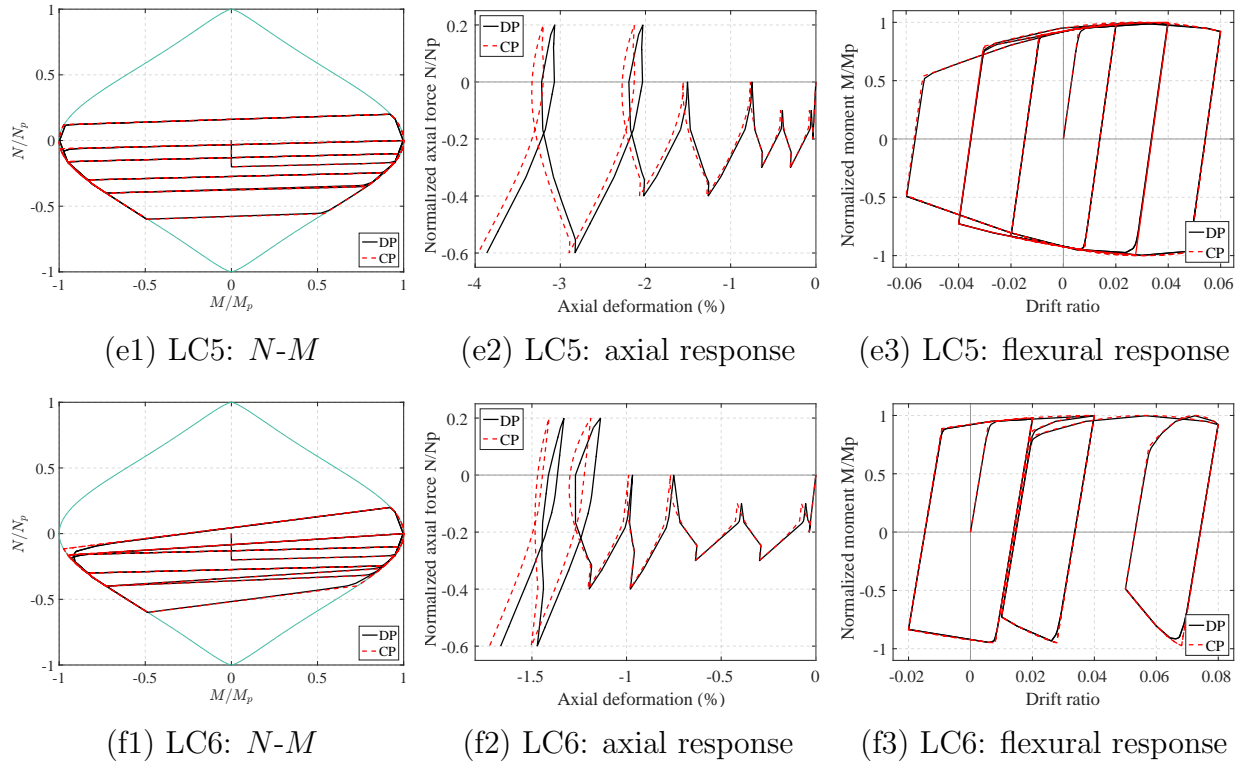 1
0.5
0
-0.5
-1
N/N_p
-1
-0.5
0
0.5
1
M/M_p
DP
CP
(e1) LC5: N-M
0.2
0
-0.2
-0.4
-0.6
Normalized axial force N/Np
-4
-3
-2
-1
0
Axial deformation (%)
DP
CP
(e2) LC5: axial response
1
0.5
0
-0.5
-1
Normalized moment M/Mp
-0.06
-0.04
-0.02
0
0.02
0.04
0.06
Drift ratio
DP
CP
(e3) LC5: flexural response
1
0.5
0
-0.5
-1
N/N_p
-1
-0.5
0
0.5
1
M/M_p
DP
CP
(f1) LC6: N-M
0.2
0
-0.2
-0.4
-0.6
Normalized axial force N/Np
-1.5
-1
-0.5
0
Axial deformation (%)
DP
CP
(f2) LC6: axial response
1
0.5
0
-0.5
-1
Normalized moment M/Mp
-0.02
0
0.02
0.04
0.06
0.08
Drift ratio
DP
CP
(f3) LC6: flexural response